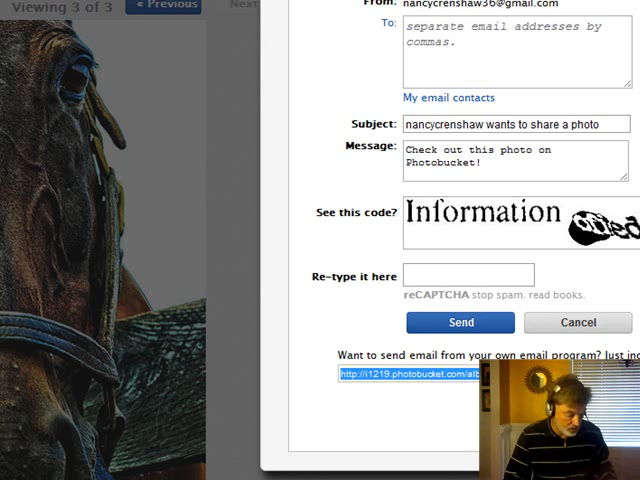 Viewing 3 of 3
« Previous
Next
From: nancycrenshaw36@gmail.com
To: separate email addresses by
commas.
My email contacts
Subject: nancycrenshaw wants to share a photo
Message: Check out this photo on
Photobucket!
See this code? Information
Re-type it here
reCAPTCHA stop spam. read books.
Send
Cancel
Want to send email from your own email program? Just
http://i1219.photobucket.com/alb